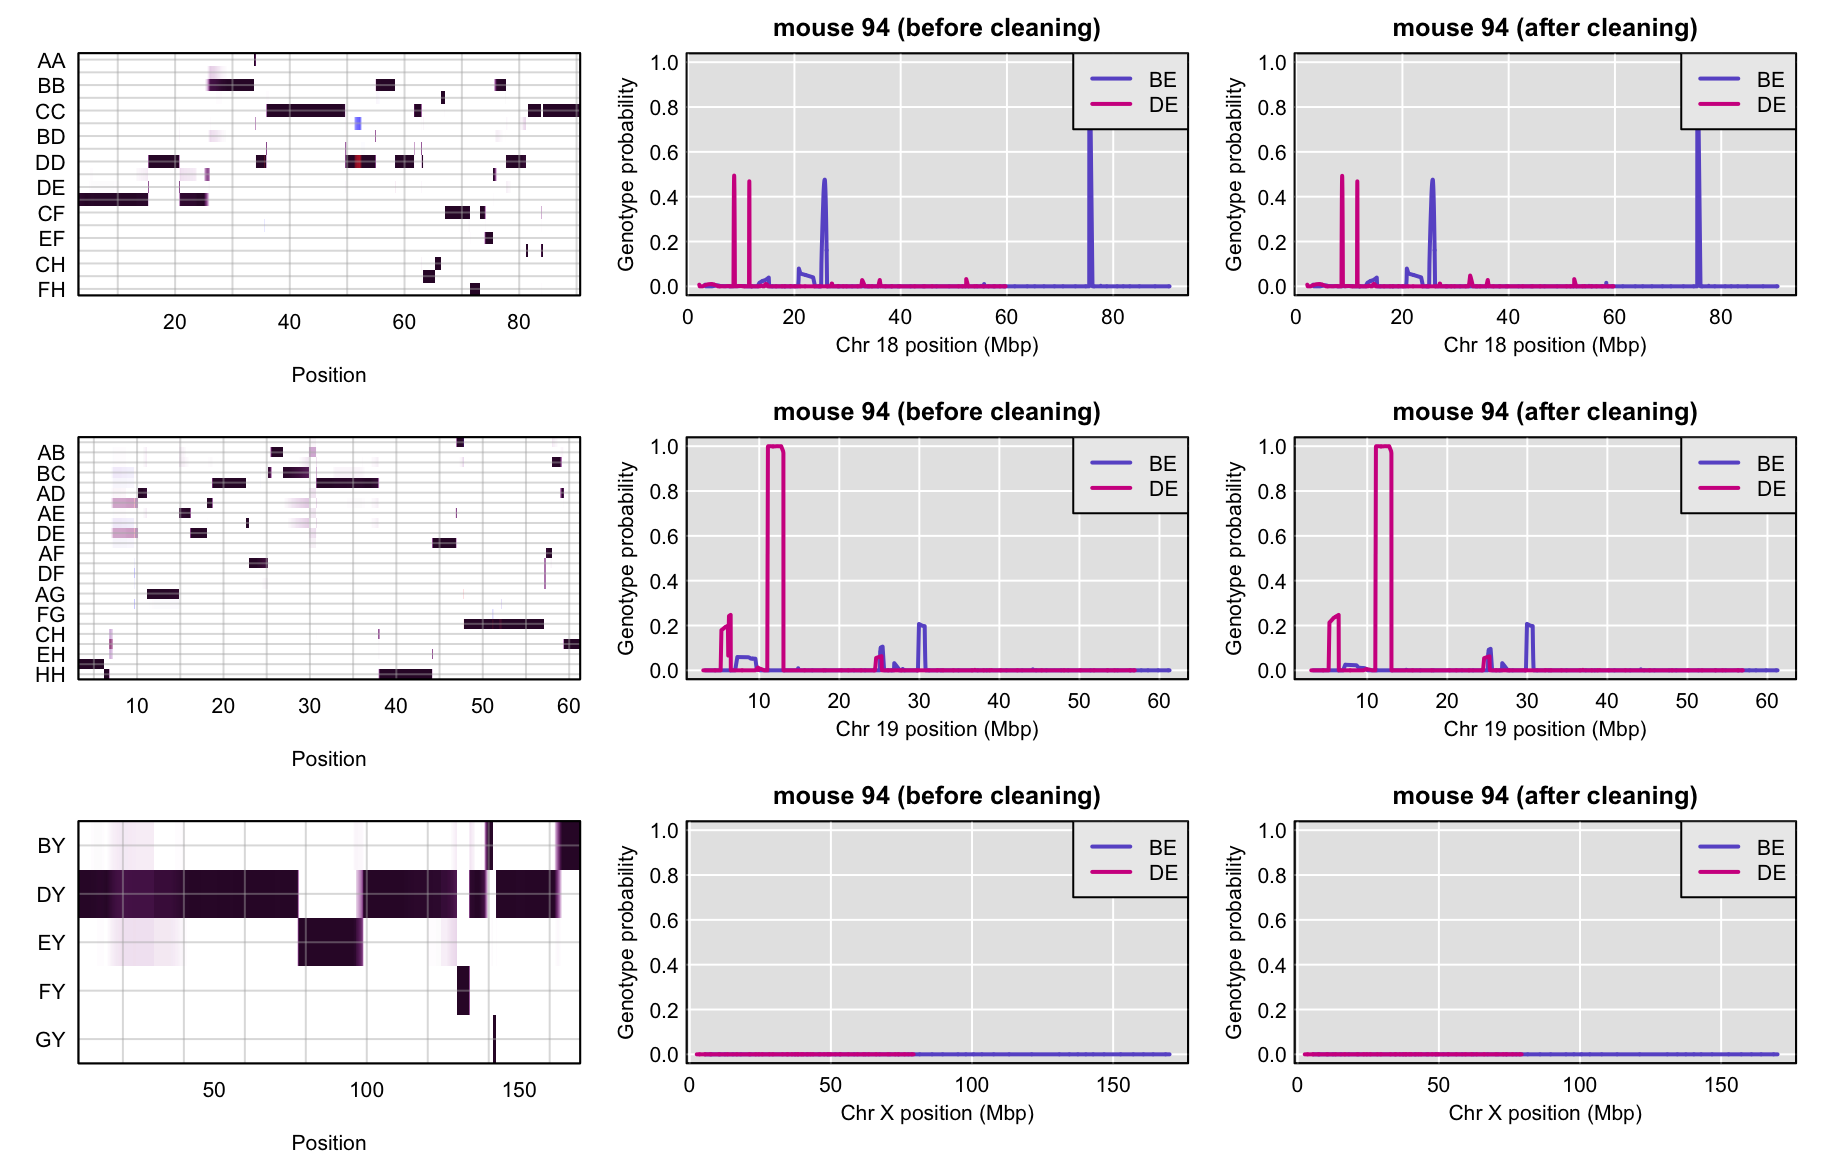 AA
BB
CC
BD
DD
DE
CF
EF
CH
FH
20 40 60 80
Position
mouse 94 (before cleaning)
Genotype probability
1.0
0.8
0.6
0.4
0.2
0.0
BE
DE
0 20 40 60 80
Chr 18 position (Mbp)
mouse 94 (after cleaning)
Genotype probability
1.0
0.8
0.6
0.4
0.2
0.0
BE
DE
0 20 40 60 80
Chr 18 position (Mbp)
AB
BC
AD
AE
DE
AF
DF
AG
FG
CH
EH
HH
10 20 30 40 50 60
Position
mouse 94 (before cleaning)
Genotype probability
1.0
0.8
0.6
0.4
0.2
0.0
BE
DE
10 20 30 40 50 60
Chr 19 position (Mbp)
mouse 94 (after cleaning)
Genotype probability
1.0
0.8
0.6
0.4
0.2
0.0
BE
DE
10 20 30 40 50 60
Chr 19 position (Mbp)
BY
DY
EY
FY
GY
50 100 150
Position
mouse 94 (before cleaning)
Genotype probability
1.0
0.8
0.6
0.4
0.2
0.0
BE
DE
0 50 100 150
Chr X position (Mbp)
mouse 94 (after cleaning)
Genotype probability
1.0
0.8
0.6
0.4
0.2
0.0
BE
DE
0 50 100 150
Chr X position (Mbp)